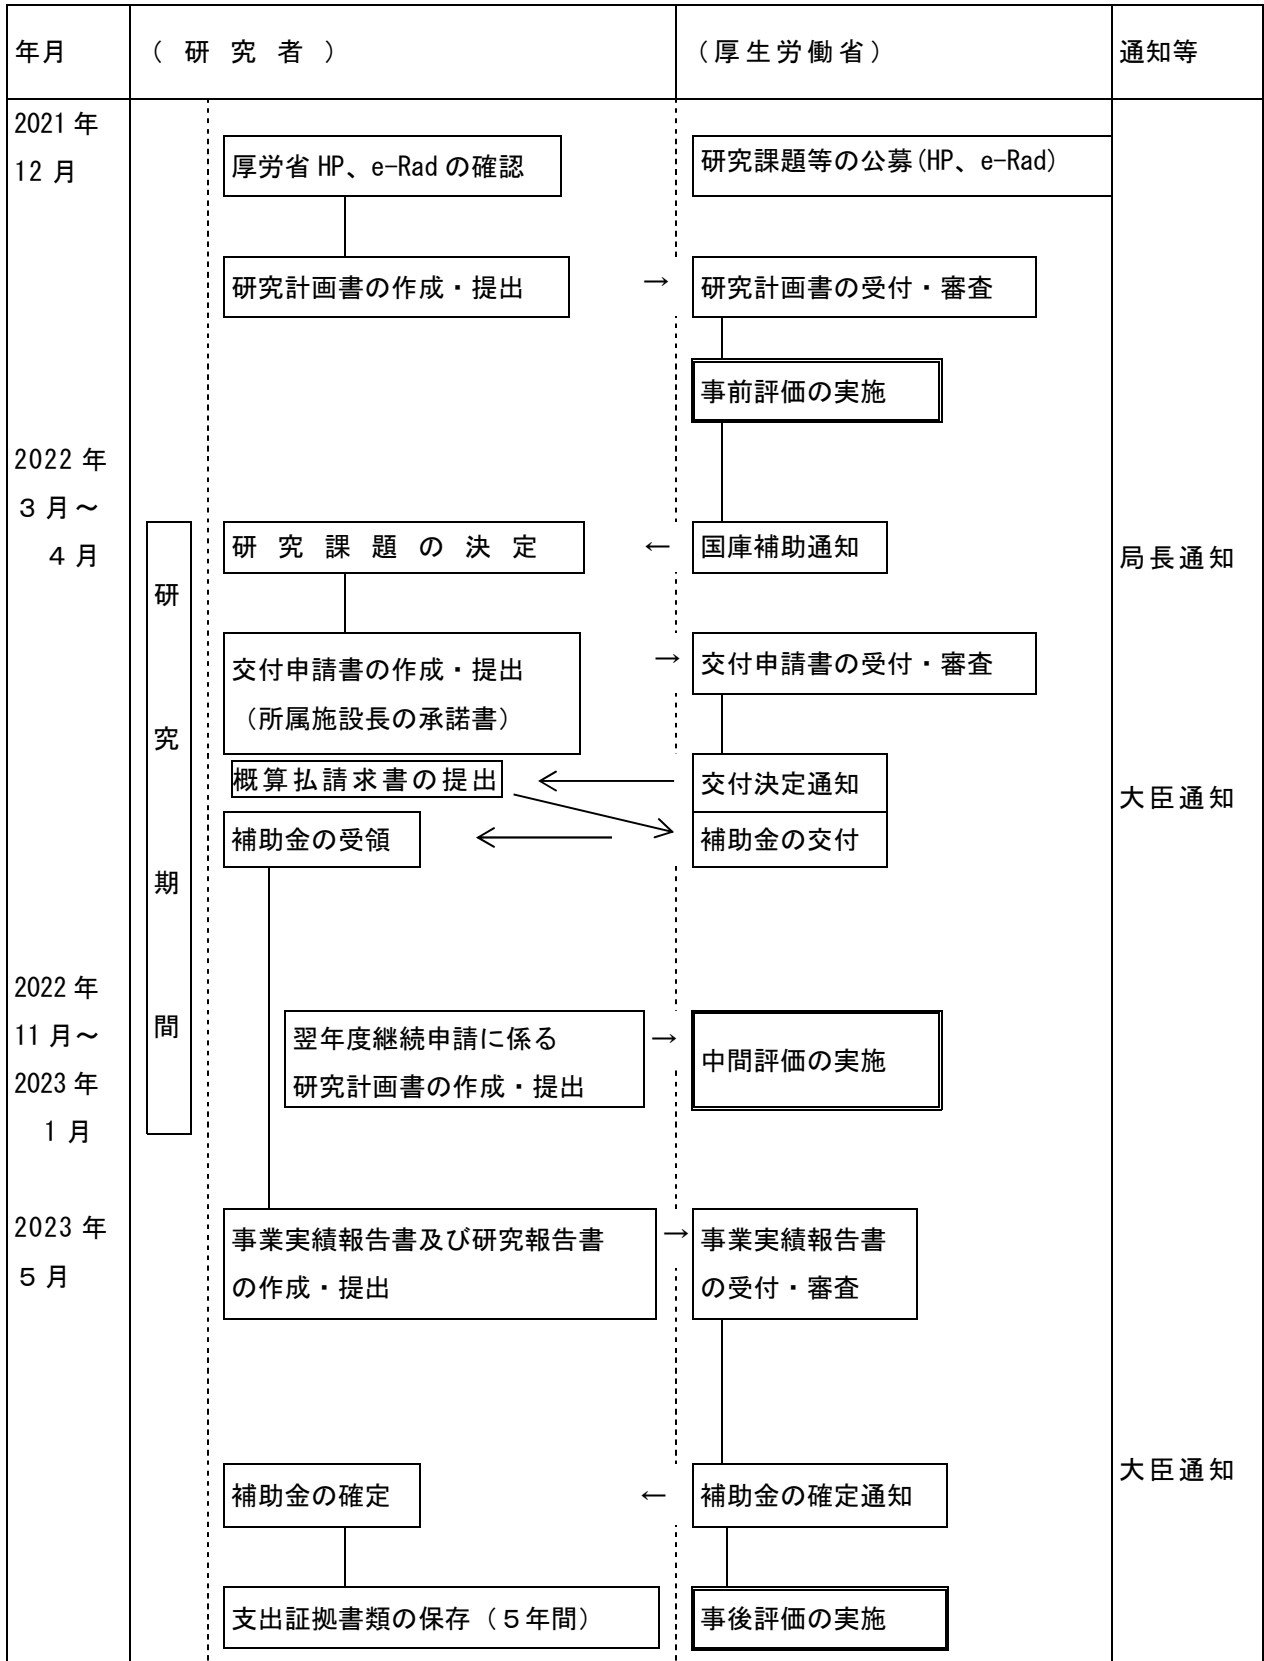 年月
（研究者）
（厚生労働省）
通知等
2021年
12月
厚労省HP、e-Radの確認
研究課題等の公募(HP、e-Rad)
研究計画書の作成・提出
→
研究計画書の受付・審査
事前評価の実施
2022年
３月～
４月
研究課題の決定
←
国庫補助通知
局長通知
研究期間
交付申請書の作成・提出
（所属施設長の承諾書）
→
交付申請書の受付・審査
概算払請求書の提出
交付決定通知
大臣通知
補助金の受領
補助金の交付
2022年
11月～
2023年
1月
翌年度継続申請に係る
研究計画書の作成・提出
→
中間評価の実施
2023年
５月
事業実績報告書及び研究報告書
の作成・提出
→
事業実績報告書
の受付・審査
補助金の確定
←
補助金の確定通知
大臣通知
支出証拠書類の保存（５年間）
事後評価の実施